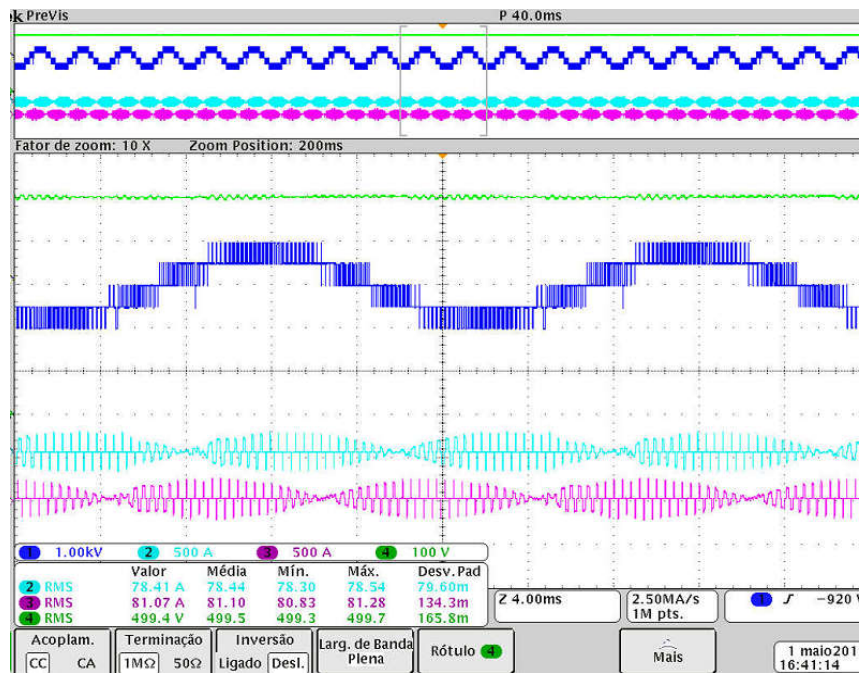 PreVis P 40.0ms
Fator de zoom: 10 X Zoom Position: 200ms
1 1.00kV 2 500 A 3 500 A 4 100 V
Valor Média Mín. Máx. Desv.Pad
2 RMS 78.41 A 78.44 78.30 78.54 79.60m
3 RMS 81.07 A 81.10 80.83 81.28 134.3m
4 RMS 499.4 V 499.5 499.3 499.7 165.8m
Z 4.00ms
2.50MA/s
1M pts.
1 -920
Acoplam.
CC CA
Terminação
1MΩ 50Ω
Inversão
Ligado Desl.
Larg. de Banda
Plena
Rótulo 4
Mais
1 maio201
16:41:14